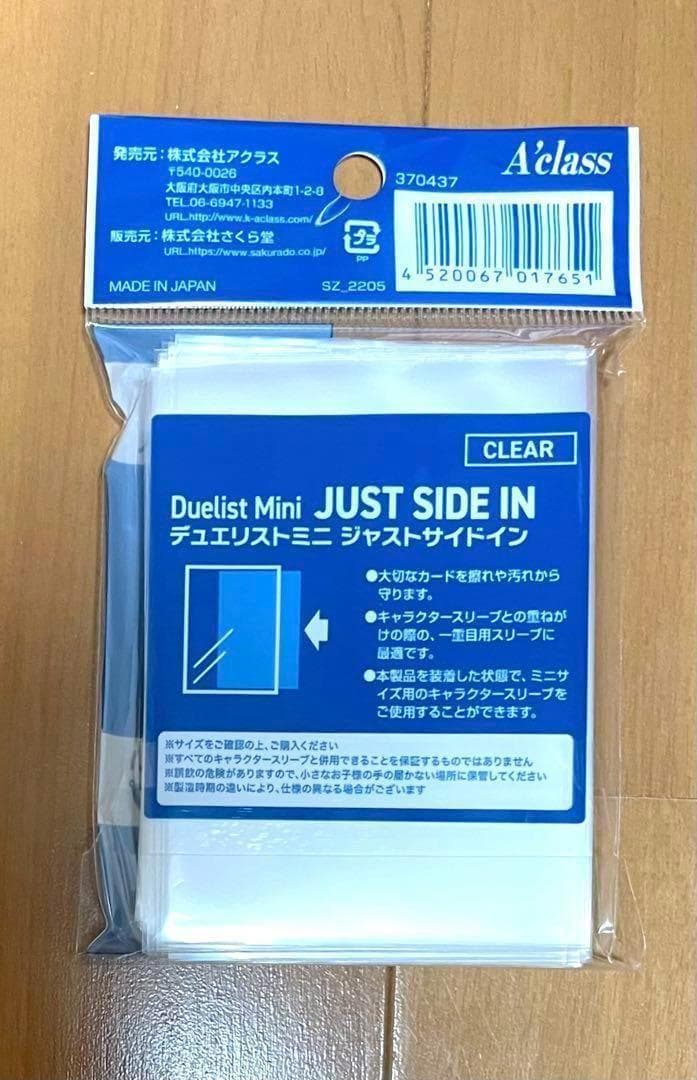 発売元：株式会社アクラス
〒540-0026
大阪府大阪市中央区内本町1-2-8
TEL.06-6947-1133
URL.http://www.k-aclass.com/
販売元：株式会社さくら堂
URL.https://www.sakurado.co.jp/
MADE IN JAPAN
SZ_2205
プラ
PP
370437
A'class
4 520067 017651
CLEAR
Duelist Mini JUST SIDE IN
デュエリストミニ ジャストサイドイン
●大切なカードを擦れや汚れから
守ります。
●キャラクタースリーブとの重ねが
けの際の、一重目用スリーブに
最適です。
●本製品を装着した状態で、ミニサ
イズ用のキャラクタースリーブを
ご使用することができます。
※サイズをご確認の上、ご購入ください
※すべてのキャラクタースリーブと併用できることを保証するものではありません
※誤飲の危険がありますので、小さなお子様の手の届かない場所に保管してください
※製造時期の違いにより、仕様の異なる場合がございます